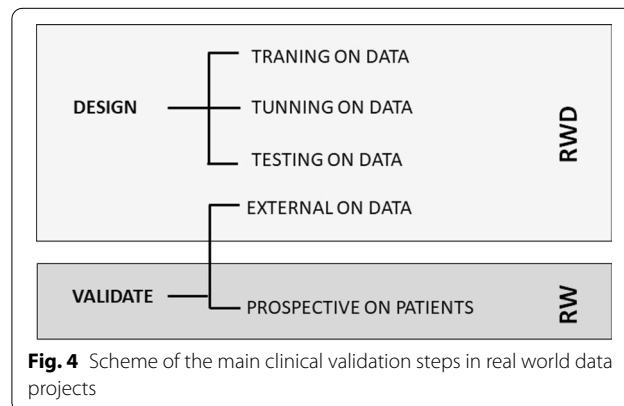 TRANING ON DATA
DESIGN
TUNNING ON DATA
TESTING ON DATA
RWD
EXTERNAL ON DATA
VALIDATE
PROSPECTIVE ON PATIENTS
RW
Fig. 4 Scheme of the main clinical validation steps in real world data
projects